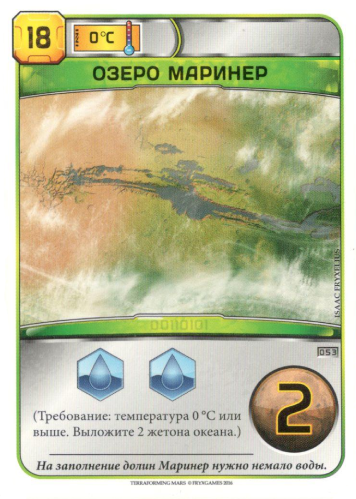 18
0 °C
ОЗЕРО МАРИНЕР
ISAAC FRYXELIUS
00110101
053
2
(Требование: температура 0 °C или
выше. Выложите 2 жетона океана.)
На заполнение долин Маринер нужно немало воды.
TERRAFORMING MARS © FRYXGAMES 2016